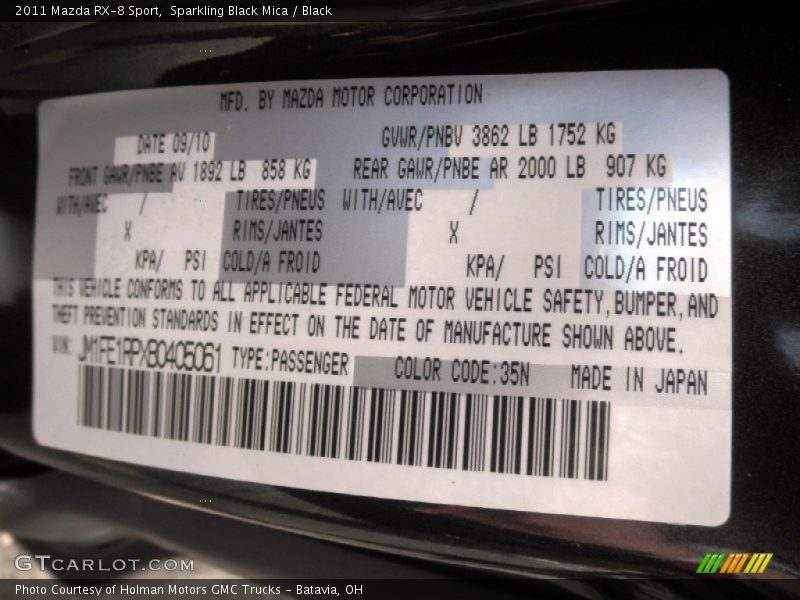 2011 Mazda RX-8 Sport,  Sparkling Black Mica / Black
MFD. BY MAZDA MOTOR CORPORATION
DATE 09/10 GVWR/PNBV 3862 LB 1752 KG
FRONT GAWR/PNBE AV 1892 LB 858 KG REAR GAWR/PNBE AR 2000 LB 907 KG
WITH/AVEC / TIRES/PNEUS WITH/AVEC / TIRES/PNEUS
X RIMS/JANTES X RIMS/JANTES
KPA/ PSI COLD/A FROID KPA/ PSI COLD/A FROID
THIS VEHICLE CONFORMS TO ALL APPLICABLE FEDERAL MOTOR VEHICLE SAFETY, BUMPER, AND
THEFT PREVENTION STANDARDS IN EFFECT ON THE DATE OF MANUFACTURE SHOWN ABOVE.
VIN: JM1FE1RPXB0405061 TYPE:PASSENGER COLOR CODE:35N MADE IN JAPAN
GTCARLOT.COM
Photo Courtesy of Holman Motors GMC Trucks - Batavia, OH